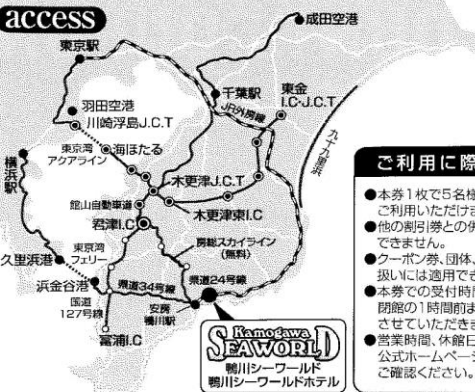 access
成田空港
東京駅
千葉駅
東金
I.C・J.C.T
JR外房線
羽田空港
川崎浮島J.C.T
九十九里浜
東京湾
アクアライン
海ほたる
横浜駅
木更津J.C.T
館山自動車道
木更津東I.C
君津I.C
房総スカイライン
(無料)
東京湾
フェリー
久里浜港
浜金谷港
県道34号線
県道24号線
国道
127号線
安房
鴨川駅
富浦I.C
Kamogawa
SEAWORLD
鴨川シーワールド
鴨川シーワールドホテル
ご利用に際
●本券1枚で5名様
ご利用いただけま
●他の割引券との併
できません。
●クーポン券、団体、
扱いには適用でき
●本券での受付時間
閉館の1時間前ま
させていただきま
●営業時間、休館日
公式ホームページ
ご確認ください。